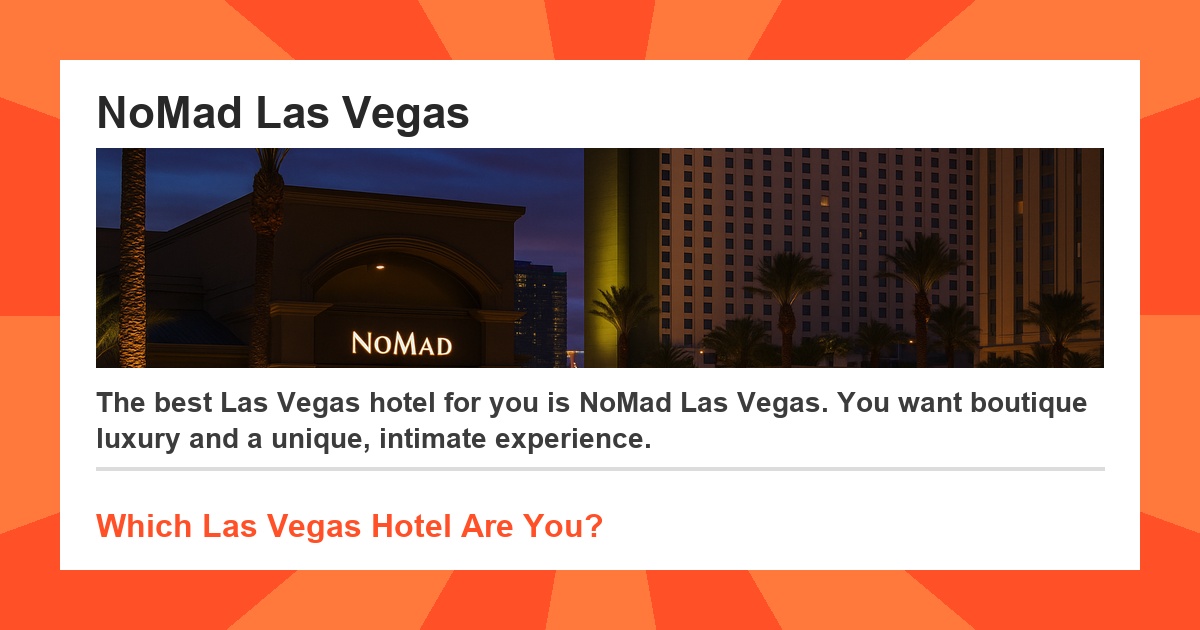 NoMad Las Vegas
NOMAD
The best Las Vegas hotel for you is NoMad Las Vegas. You want boutique
luxury and a unique, intimate experience.
Which Las Vegas Hotel Are You?